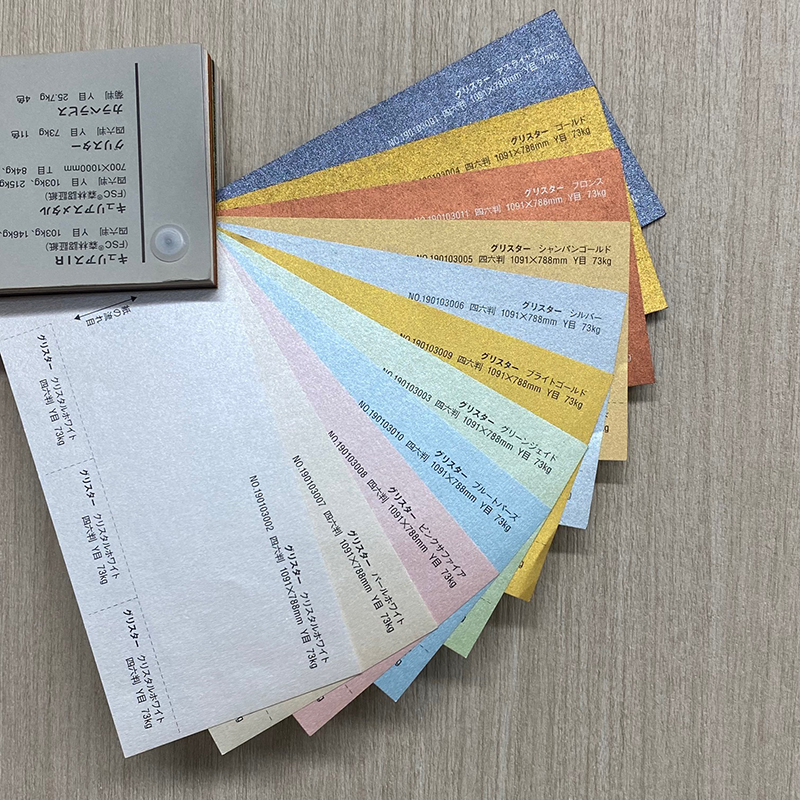 キュリアスIR
(FSC®森林認証紙)
四六判 103kg、146kg、
キュリアスメタル
(FSC®森林認証紙)
四六判 Y目 103kg、215kg
700×1000mm T目 84kg、
グリスター
四六判 Y目 73kg 11色
カラペラピス
菊判 Y目 25.7kg 4色
グリスター
NO.190103001 四六判 1091×788mm Y目 73kg
グリスター ゴールド
190103004 四六判 1091×788mm Y目 73kg
グリスター ブロンズ
190103011 四六判 1091×788mm Y目 73kg
グリスター シャンパンゴールド
190103005 四六判 1091×788mm Y目 73kg
グリスター シルバー
NO.190103006 四六判 1091×788mm Y目 73kg
グリスター ブライトゴールド
NO.190103009 四六判 1091×788mm Y目 73kg
グリスター グリーンジェイド
NO.190103003 四六判 1091×788mm Y目 73kg
グリスター ブルートパーズ
NO.190103010 四六判 1091×788mm Y目 73kg
グリスター ピンクサファイア
NO.190103008 四六判 1091×788mm Y目 73kg
グリスター パールホワイト
NO.190103007 四六判 1091×788mm Y目 73kg
グリスター クリスタルホワイト
NO.190103002 四六判 1091×788mm Y目 73kg
紙の流れ目
グリスター クリスタルホワイト
四六判 Y目 73kg
グリスター クリスタルホワイト
四六判 Y目 73kg
グリスター クリスタルホワイト
四六判 Y目 73kg